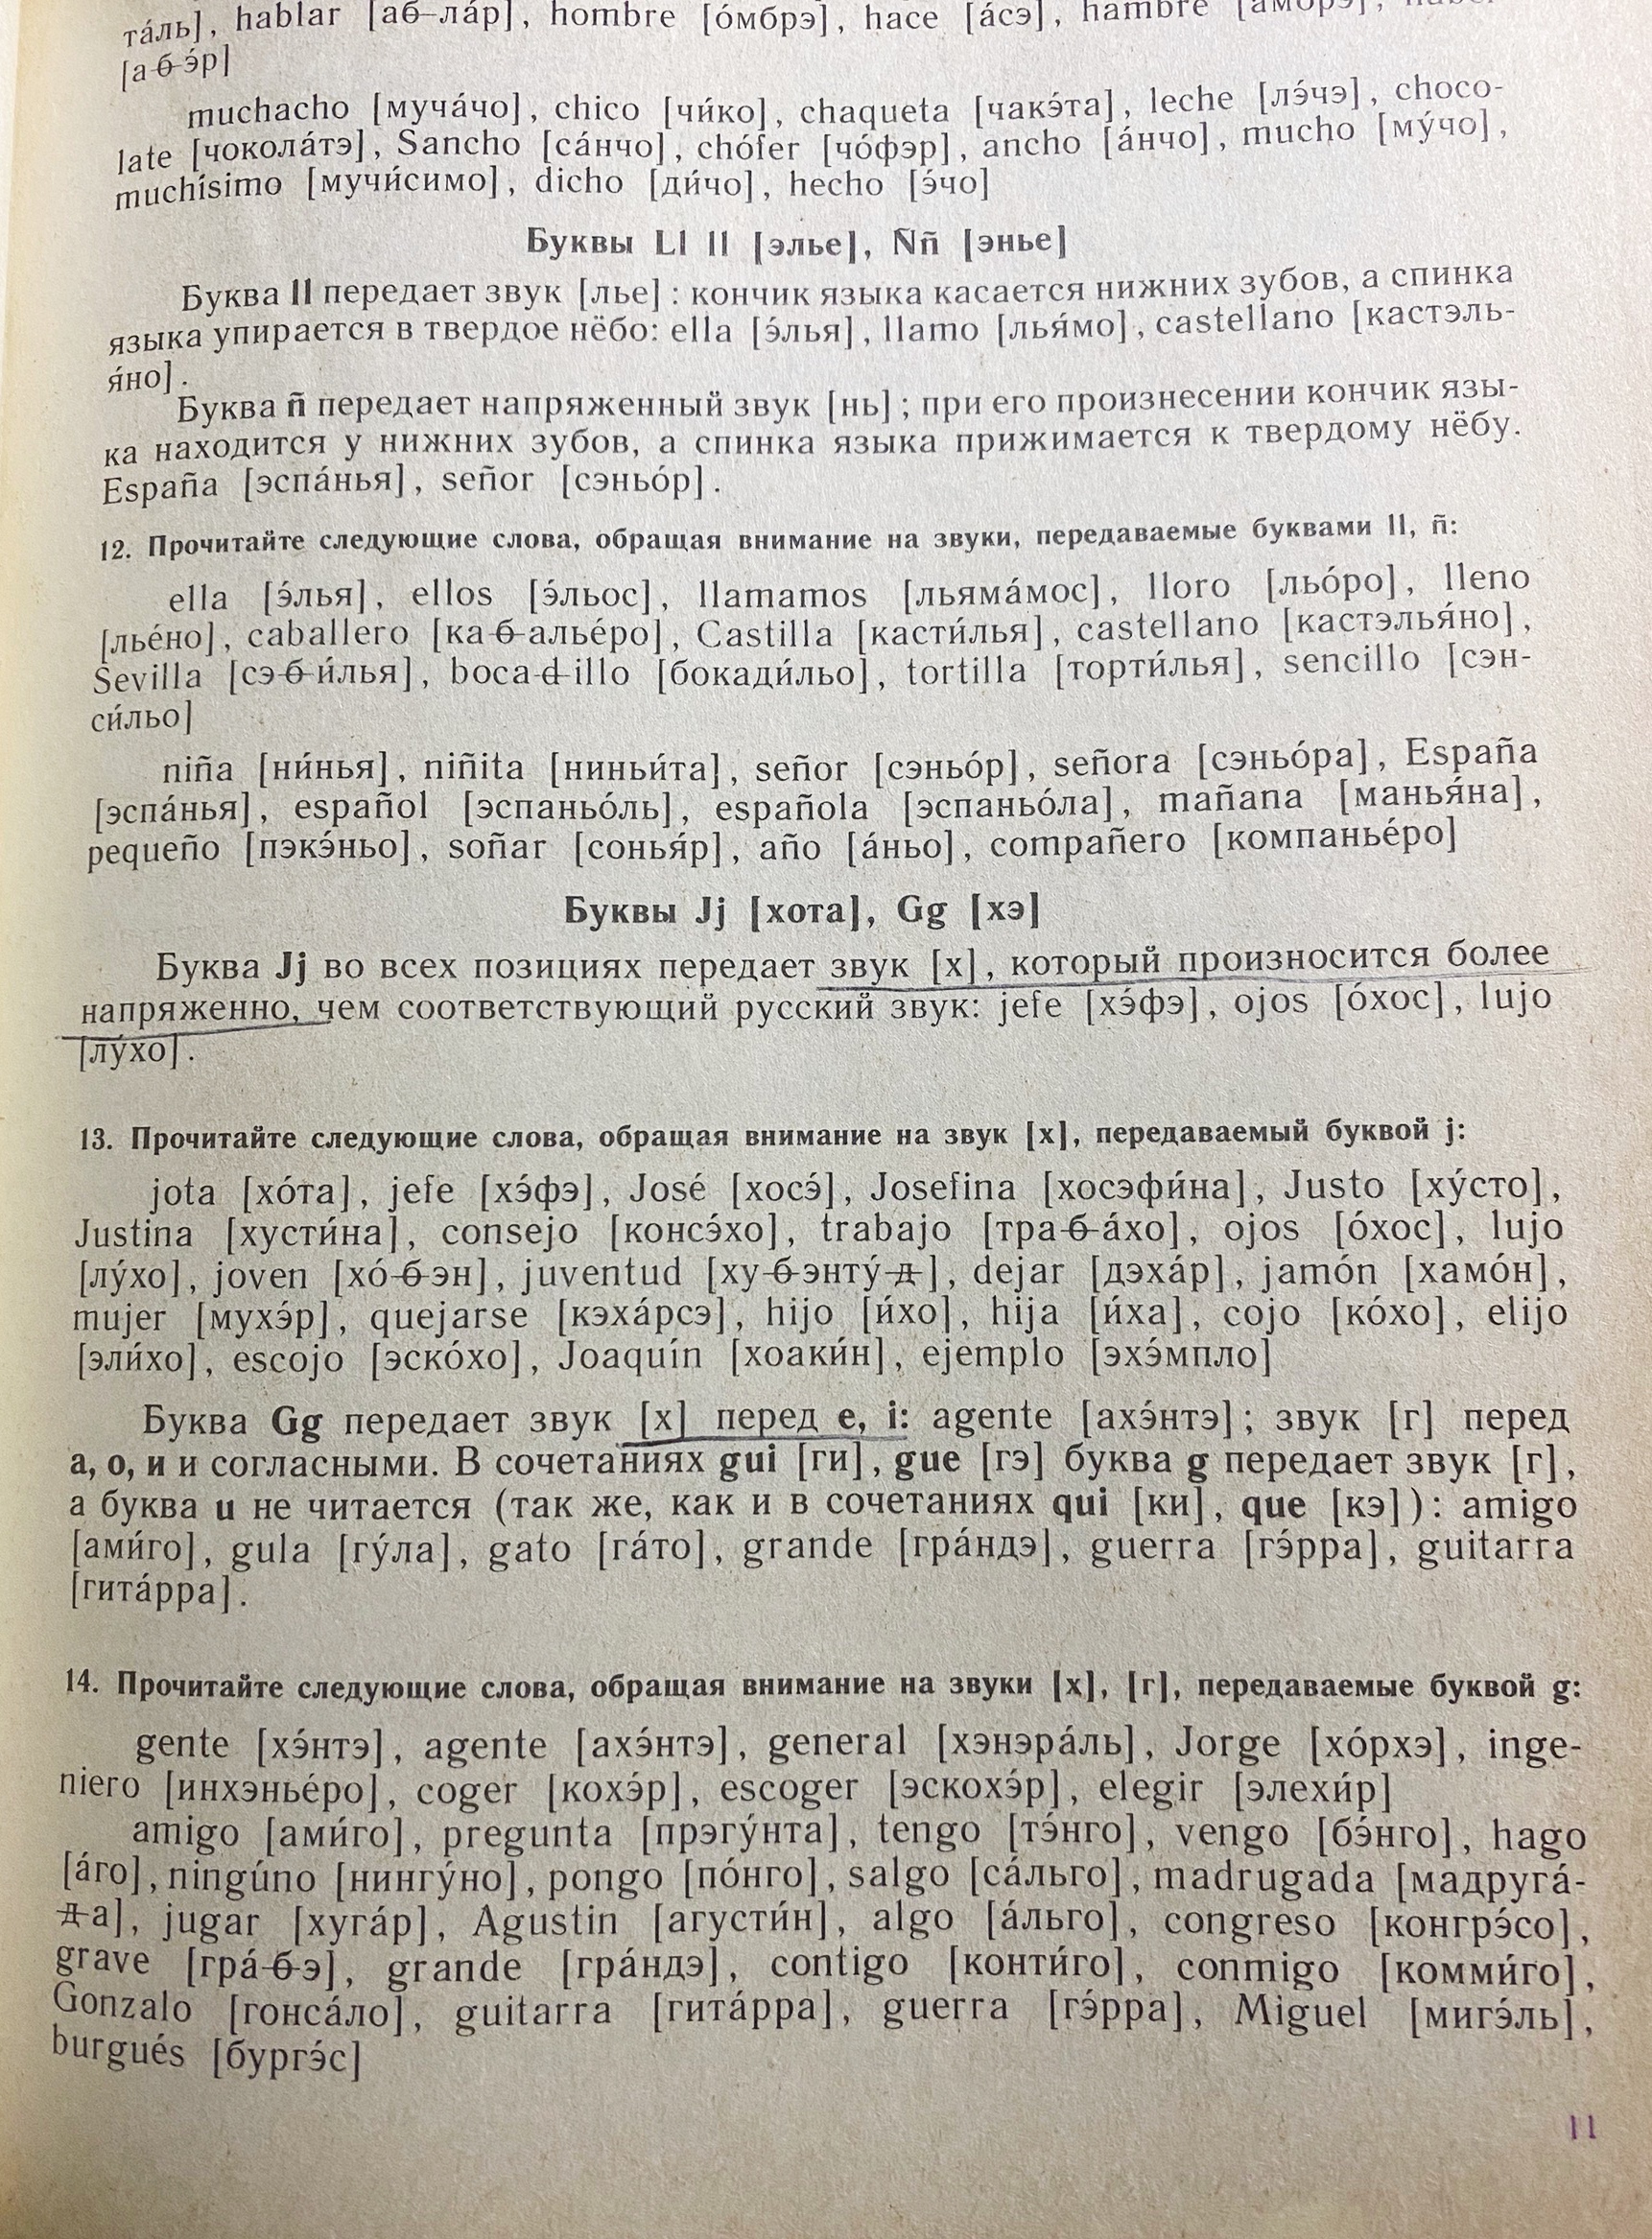 та́ль], hablar [аб-ла́р], hombre [о́мбрэ], hace [а́сэ], hambre [а́мбрэ],
[а-б-э́р]
muchacho [муча́чо], chico [чи́ко], chaqueta [чакэ́та], leche [лэ́чэ], choco-
late [чокола́тэ], Sancho [са́нчо], chófer [чо́фэр], ancho [а́нчо], mucho [му́чо],
muchísimo [мучи́симо], dicho [ди́чо], hecho [э́чо]
Буквы Ll ll [элье], Ññ [энье]
Буква ll передает звук [лье] : кончик языка касается нижних зубов, а спинка
языка упирается в твердое нёбо: ella [э́лья], llamo [лья́мо], castellano [кастэль-
я́но].
Буква ñ передает напряженный звук [нь] ; при его произнесении кончик язы-
ка находится у нижних зубов, а спинка языка прижимается к твердому нёбу.
España [эспа́нья], señor [сэньо́р].
12. Прочитайте следующие слова, обращая внимание на звуки, передаваемые буквами ll, ñ:
ella [э́лья], ellos [э́льос], llamamos [льяма́мос], lloro [льо́ро], lleno
[лье́но], caballero [ка-б-алье́ро], Castilla [касти́лья], castellano [кастэлья́но],
Sevilla [сэ-б-и́лья], boca-d-illo [бокади́льо], tortilla [торти́лья], sencillo [сэн-
си́льо]
niña [ни́нья], niñita [ниньи́та], señor [сэньо́р], señora [сэньо́ра], España
[эспа́нья], español [эспаньо́ль], española [эспаньо́ла], mañana [манья́на],
pequeño [пэкэ́ньо], soñar [сонья́р], año [а́ньо], compañero [компанье́ро]
Буквы Jj [хота], Gg [хэ]
Буква Jj во всех позициях передает звук [х], который произносится более
напряженно, чем соответствующий русский звук: jefe [хэ́фэ], ojos [о́хос], lujo
[лу́хо].
13. Прочитайте следующие слова, обращая внимание на звук [х], передаваемый буквой j:
jota [хо́та], jefe [хэ́фэ], José [хосэ́], Josefina [хосэфи́на], Justo [ху́сто],
Justina [хусти́на], consejo [консэ́хо], trabajo [тра-б-а́хо], ojos [о́хос], lujo
[лу́хо], joven [хо́-б-эн], juventud [ху-б-энту́-д-], dejar [дэха́р], jamón [хамо́н],
mujer [мухэ́р], quejarse [кэха́рсэ], hijo [и́хо], hija [и́ха], cojo [ко́хо], elijo
[эли́хо], escojo [эско́хо], Joaquín [хоаки́н], ejemplo [эхэ́мпло]
Буква Gg передает звук [х] перед e, i: agente [ахэ́нтэ]; звук [г] перед
a, o, и и согласными. В сочетаниях gui [ги], gue [гэ] буква g передает звук [г],
а буква u не читается (так же, как и в сочетаниях qui [ки], que [кэ]): amigo
[ами́го], gula [гу́ла], gato [га́то], grande [гра́ндэ], guerra [гэ́рра], guitarra
[гита́рра].
14. Прочитайте следующие слова, обращая внимание на звуки [х], [г], передаваемые буквой g:
gente [хэ́нтэ], agente [ахэ́нтэ], general [хэнэра́ль], Jorge [хо́рхэ], inge-
niero [инхэнье́ро], coger [кохэ́р], escoger [эскохэ́р], elegir [элехи́р]
amigo [ами́го], pregunta [прэгу́нта], tengo [тэ́нго], vengo [бэ́нго], hago
[а́го], ningúno [нингу́но], pongo [по́нго], salgo [са́льго], madrugada [мадруга́-
-д-а], jugar [хуга́р], Agustin [агусти́н], algo [а́льго], congreso [конгрэ́со],
grave [гра́-б-э], grande [гра́ндэ], contigo [конти́го], conmigo [комми́го],
Gonzalo [гонса́ло], guitarra [гита́рра], guerra [гэ́рра], Miguel [мигэ́ль],
burgués [бургэ́с]
11